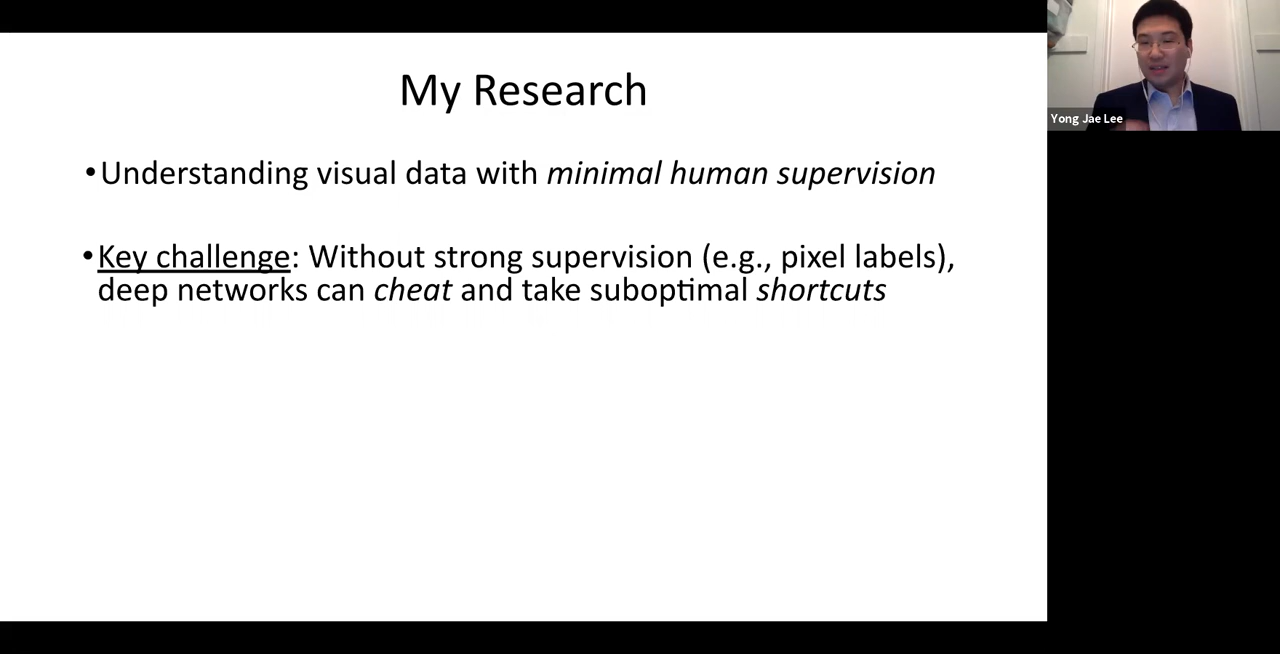 My Research
•Understanding visual data with minimal human supervision
•Key challenge: Without strong supervision (e.g., pixel labels),
deep networks can cheat and take suboptimal shortcuts
Yong Jae Lee